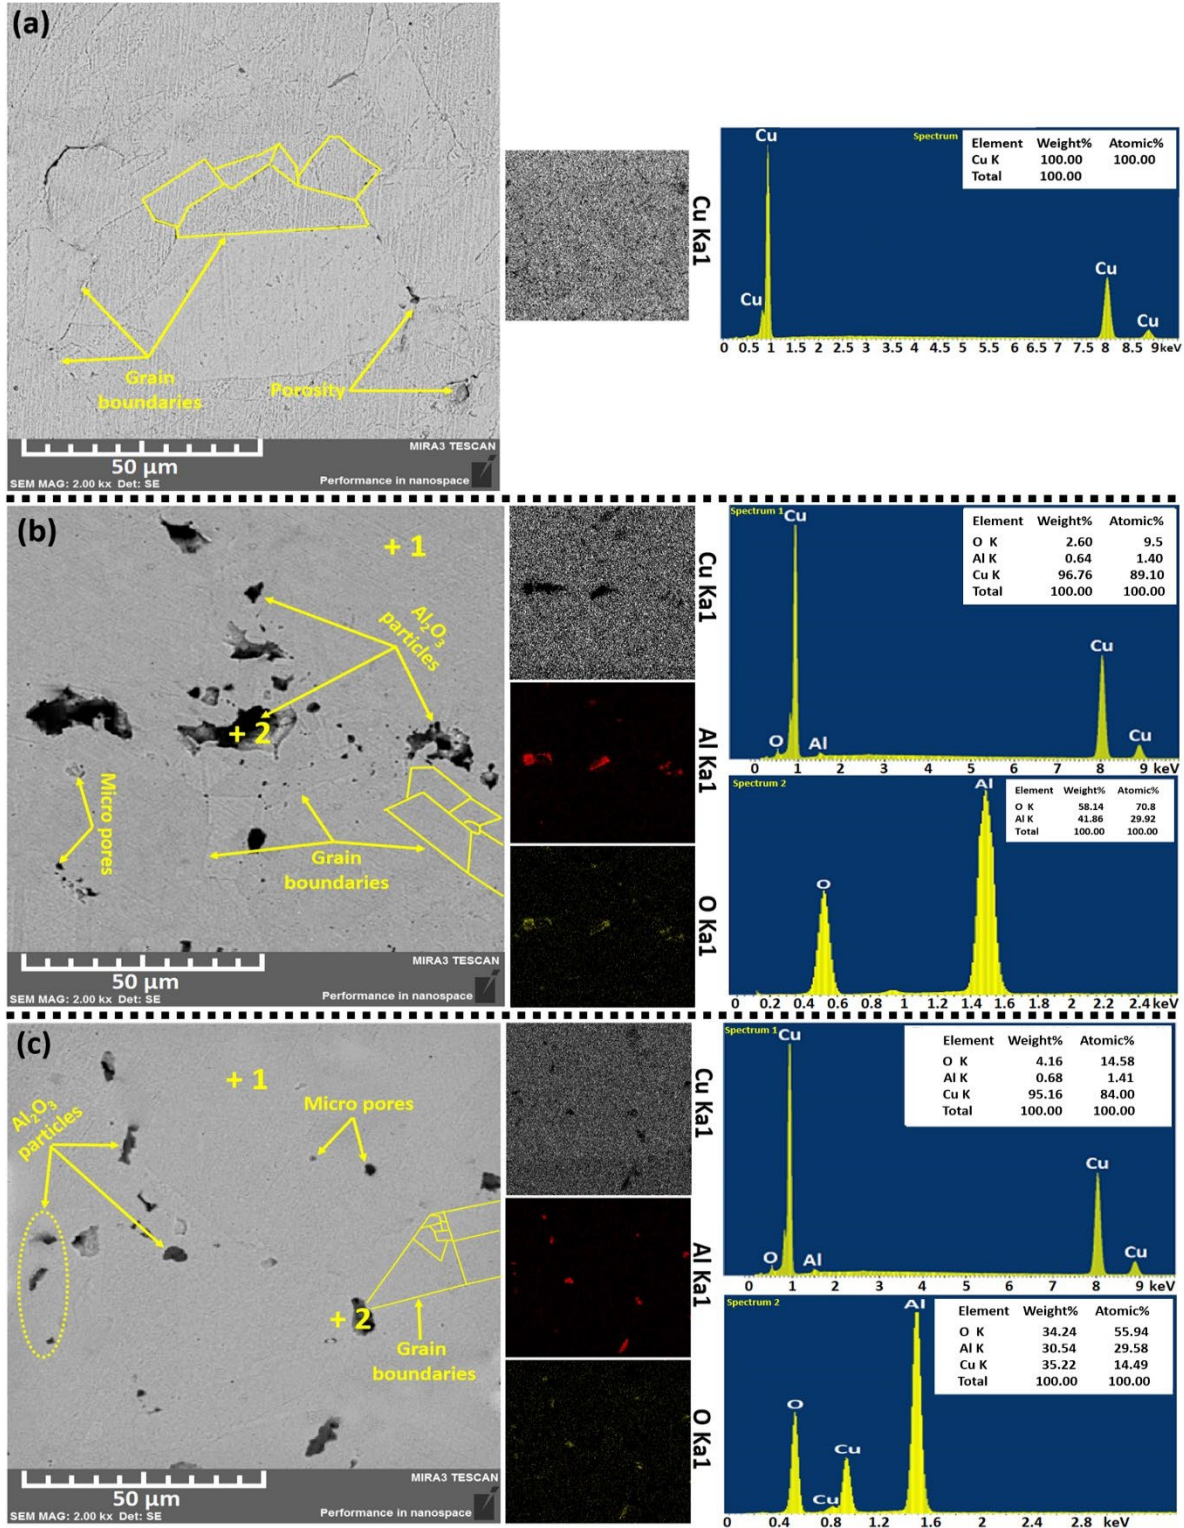 (a)
Grain
boundaries
Porosity
50 µm
MIRA3 TESCAN
SEM MAG: 2.00 kx Det: SE
Performance in nanospace
Cu Ka1
Spectrum
Element Weight% Atomic%
Cu K 100.00 100.00
Total 100.00
Cu
Cu
Cu
Cu
0 0.5 1 1.5 2 2.5 3 3.5 4 4.5 5 5.5 6 6.5 7 7.5 8 8.5 9keV
(b)
+ 1
Al₂O₃
particles
+ 2
Micro pores
Grain
boundaries
50 µm
MIRA3 TESCAN
SEM MAG: 2.00 kx Det: SE
Performance in nanospace
Cu Ka1
Al Ka1
O Ka1
Spectrum 1
Element Weight% Atomic%
O K 2.60 9.5
Al K 0.64 1.40
Cu K 96.76 89.10
Total 100.00 100.00
Cu
Cu
O Al Cu
0 1 2 3 4 5 6 7 8 9 keV
Spectrum 2
Element Weight% Atomic%
O K 58.14 70.8
Al K 41.86 29.92
Total 100.00 100.00
Al
O
0 0.2 0.4 0.6 0.8 1 1.2 1.4 1.6 1.8 2 2.2 2.4 keV
(c)
+ 1
Al₂O₃
particles
Micro pores
+ 2
Grain
boundaries
50 µm
MIRA3 TESCAN
SEM MAG: 2.00 kx Det: SE
Performance in nanospace
Cu Ka1
Al Ka1
O Ka1
Spectrum 1
Element Weight% Atomic%
O K 4.16 14.58
Al K 0.68 1.41
Cu K 95.16 84.00
Total 100.00 100.00
Cu
Cu
O Al Cu
0 1 2 3 4 5 6 7 8 9 keV
Spectrum 2
Element Weight% Atomic%
O K 34.24 55.94
Al K 30.54 29.58
Cu K 35.22 14.49
Total 100.00 100.00
Al
O
Cu
Cu
0 0.4 0.8 1.2 1.6 2 2.4 2.8 keV